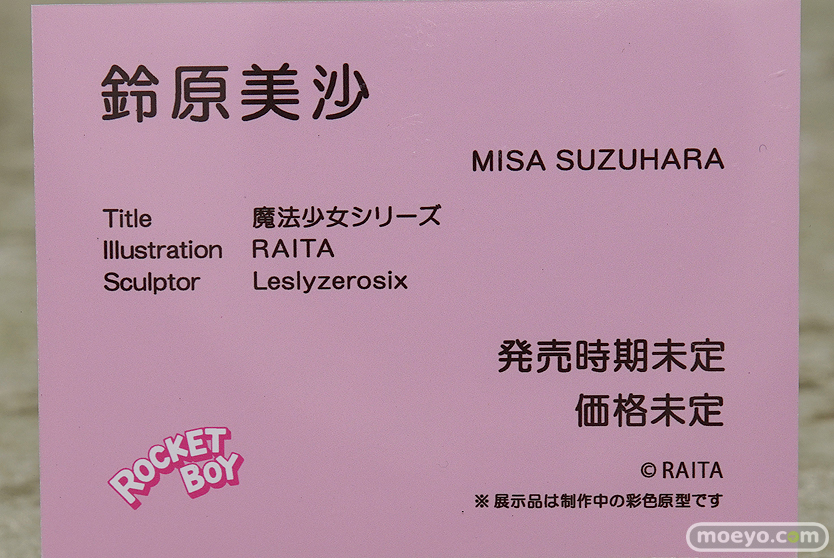 鈴原美沙
MISA SUZUHARA
Title 魔法少女シリーズ
Illustration RAITA
Sculptor Leslyzerosix
発売時期未定
価格未定
ROCKET
BOY
© RAITA
※展示品は制作中の彩色原型です
moeyo.com